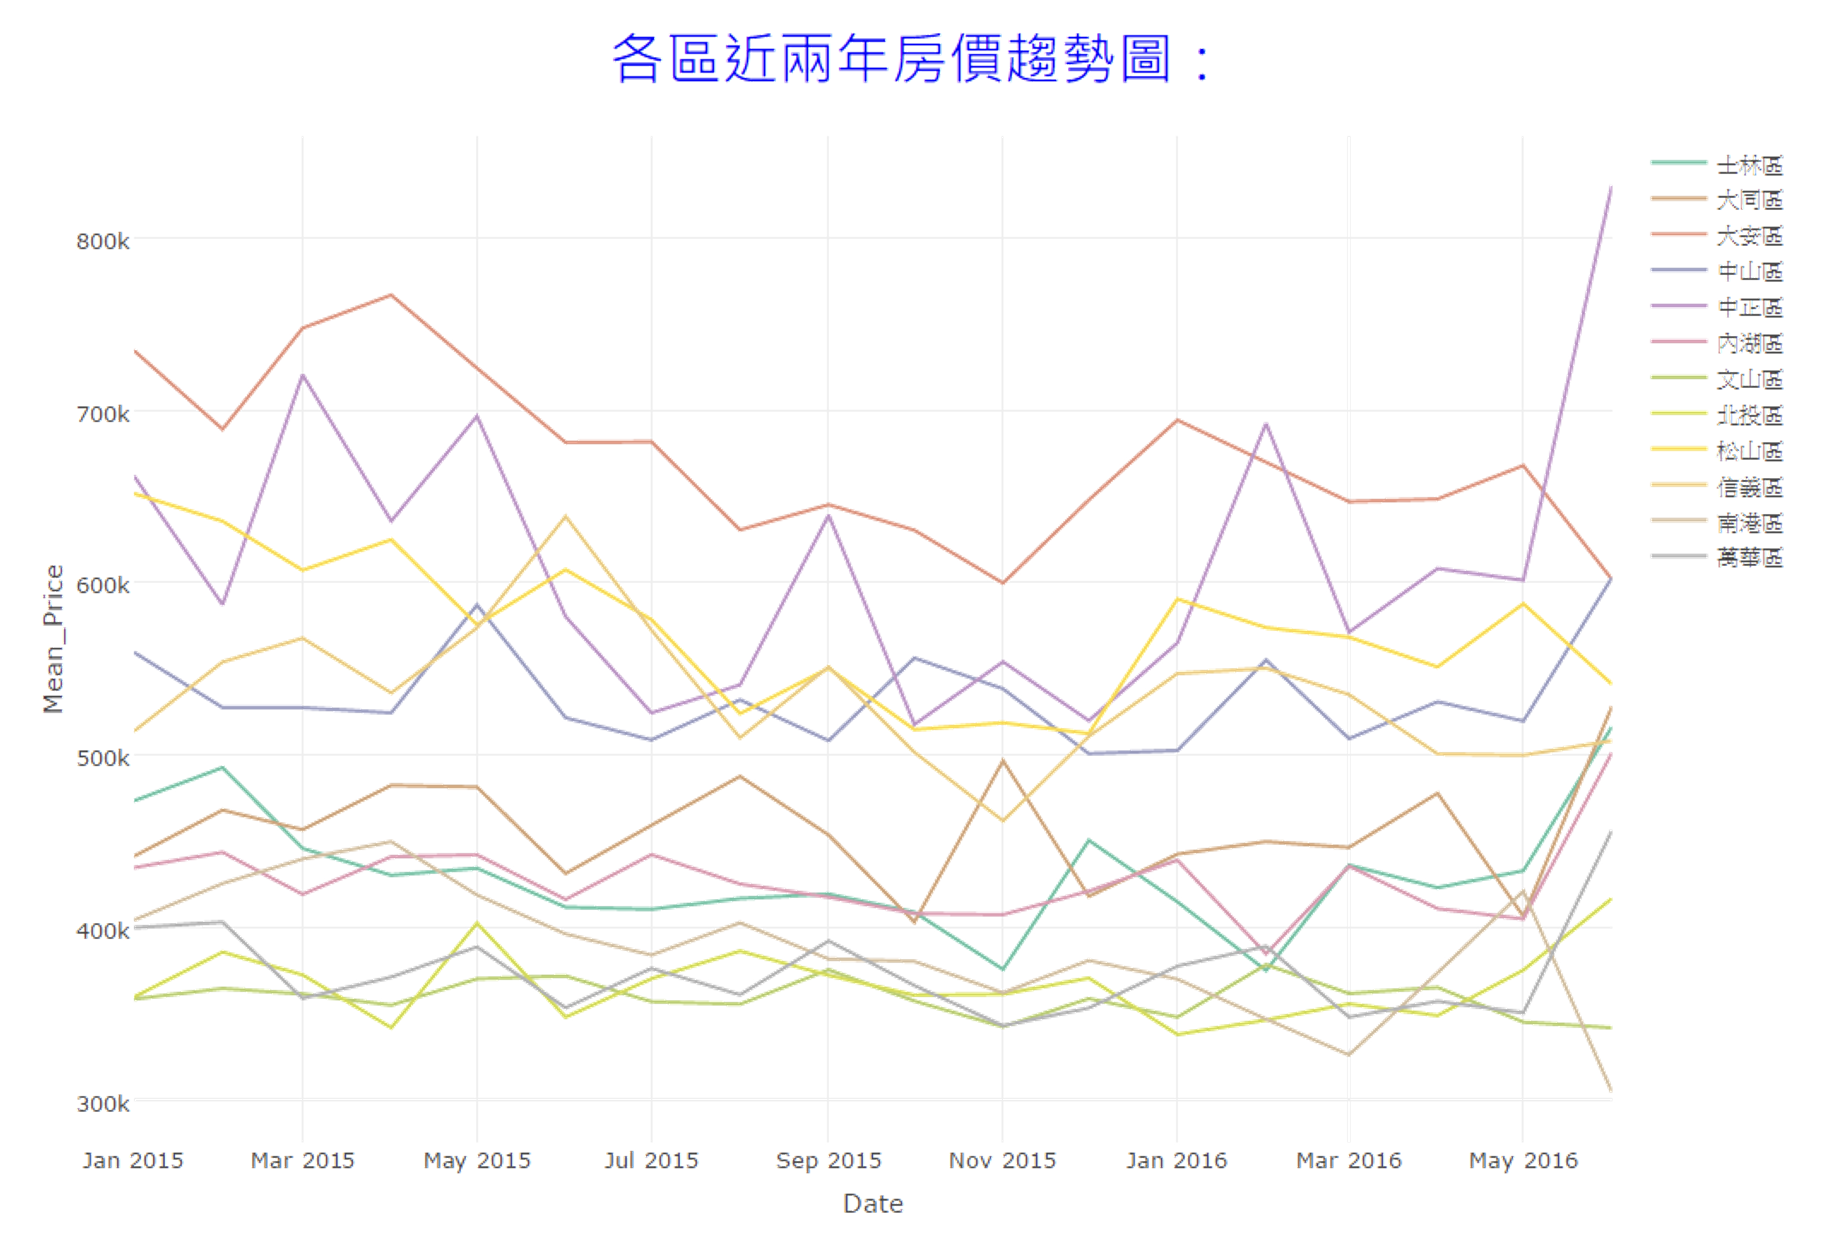 各區近兩年房價趨勢圖：
士林區
大同區
大安區
中山區
中正區
內湖區
文山區
北投區
松山區
信義區
南港區
萬華區
800k
700k
600k
500k
400k
300k
Mean_Price
Jan 2015 Mar 2015 May 2015 Jul 2015 Sep 2015 Nov 2015 Jan 2016 Mar 2016 May 2016
Date